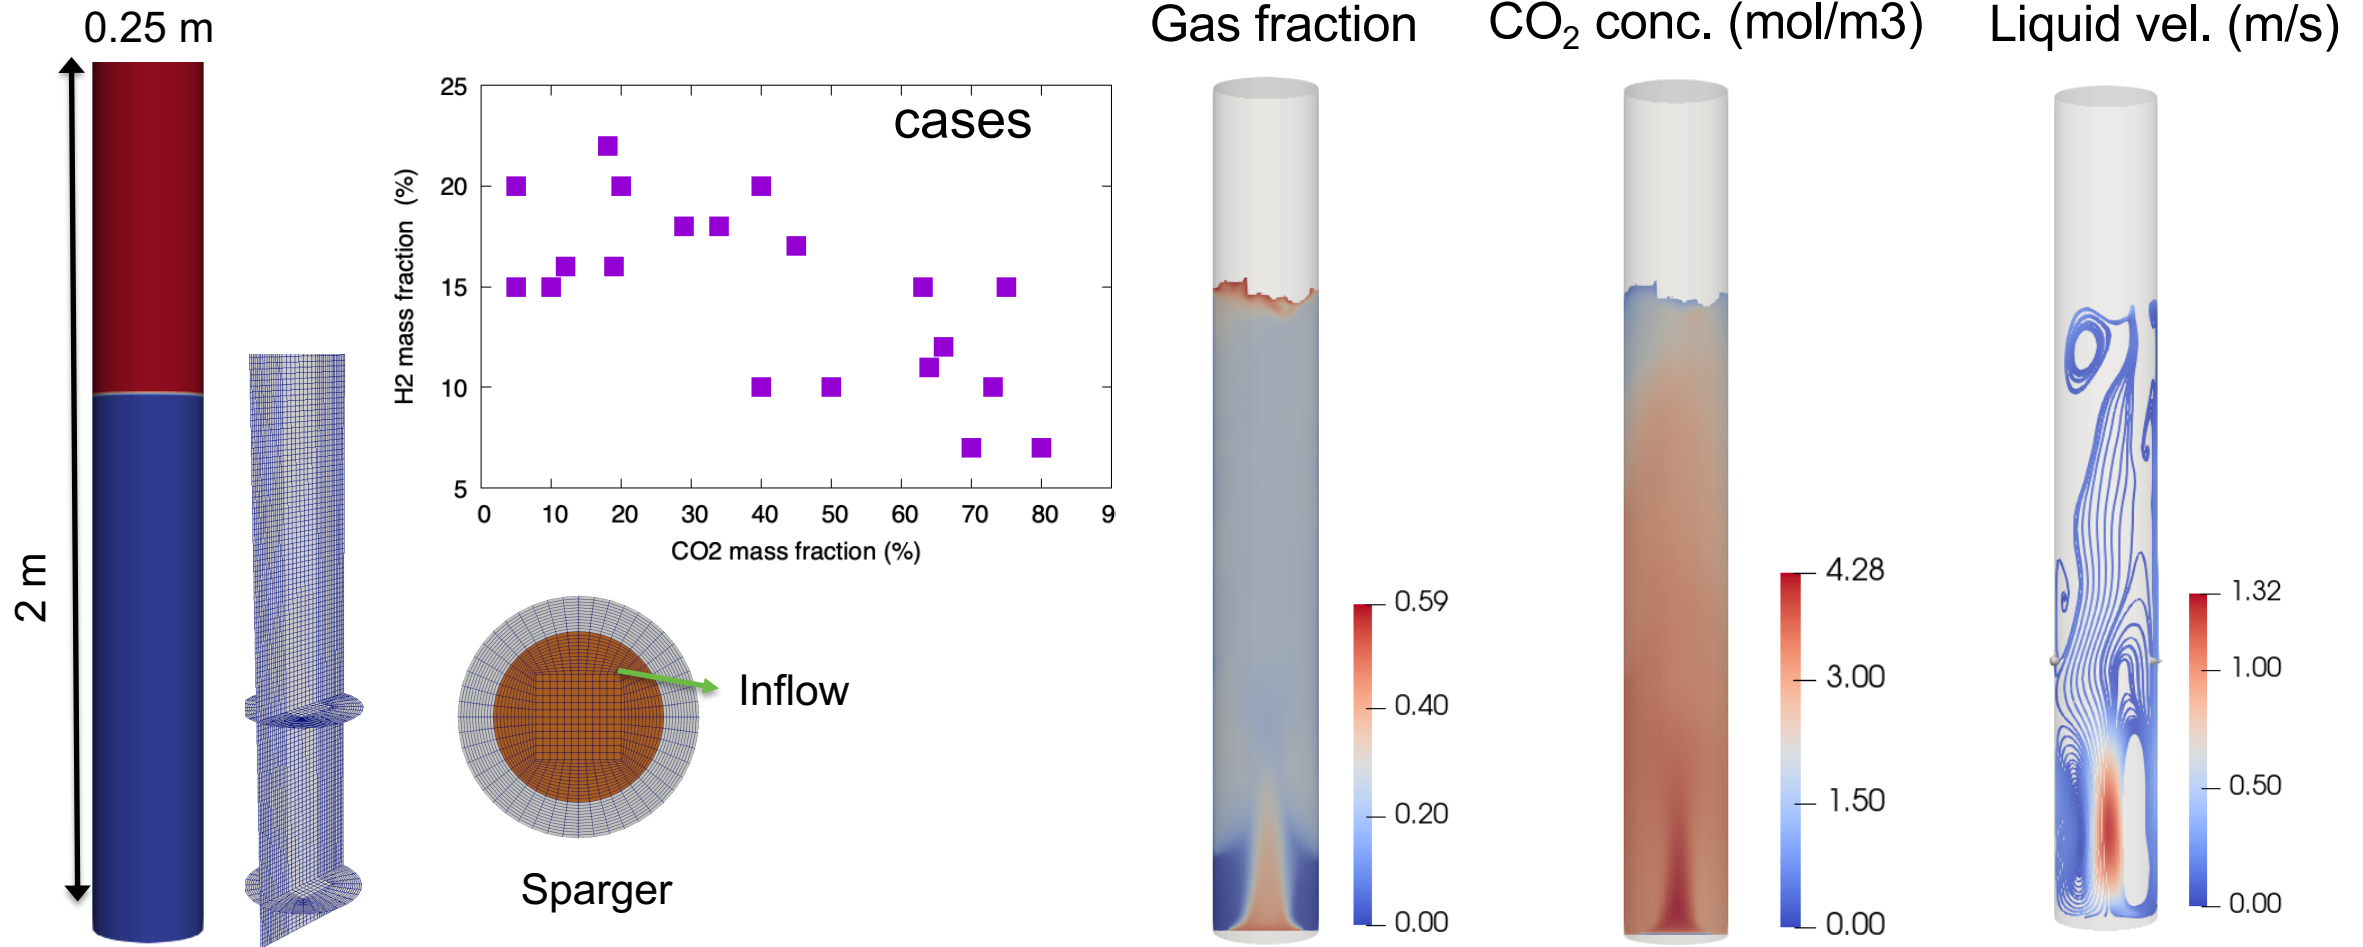 0.25 m
2 m
cases
H2 mass fraction (%)
25
20
15
10
5
0 10 20 30 40 50 60 70 80 9
CO2 mass fraction (%)
Inflow
Sparger
Gas fraction
0.59
0.40
0.20
0.00
CO₂ conc. (mol/m3)
4.28
3.00
1.50
0.00
Liquid vel. (m/s)
1.32
1.00
0.50
0.00